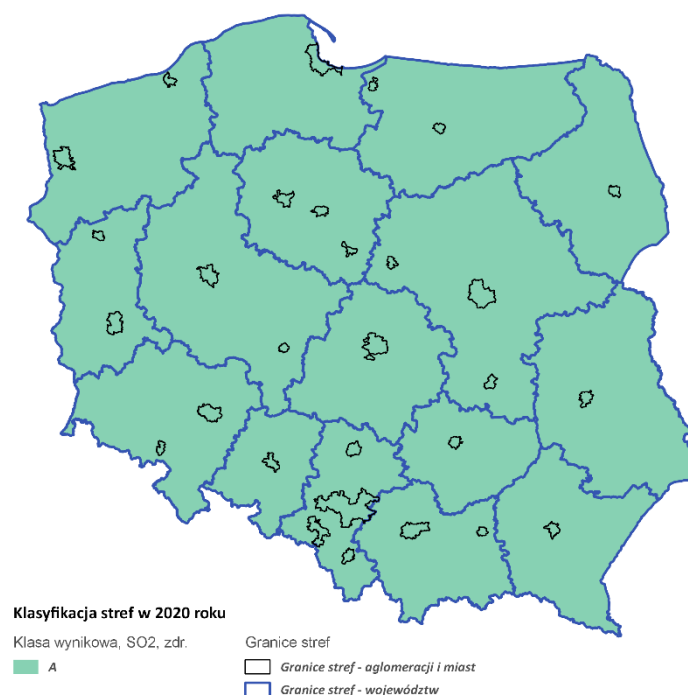 Klasyfikacja stref w 2020 roku
Klasa wynikowa, SO2, zdr.
A
Granice stref
Granice stref - aglomeracji i miast
Granice stref - województw